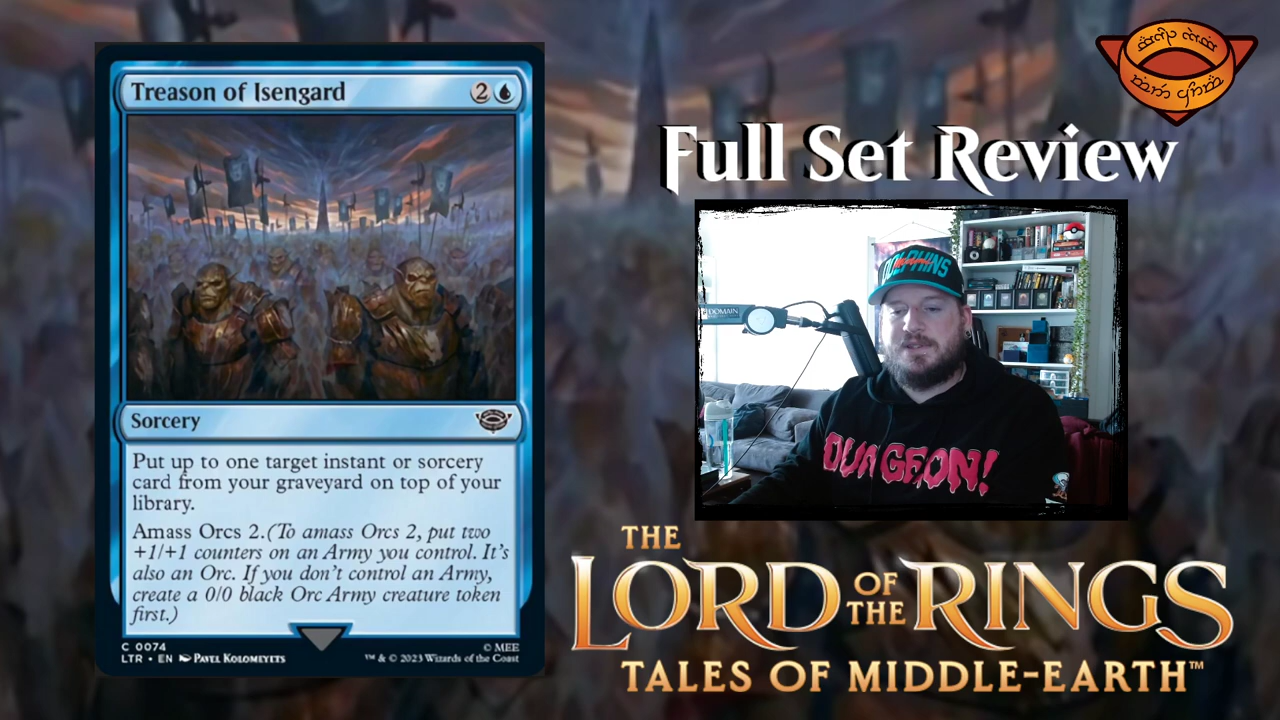 Treason of Isengard 2
Sorcery
Put up to one target instant or sorcery
card from your graveyard on top of your
library.
Amass Orcs 2.(To amass Orcs 2, put two
+1/+1 counters on an Army you control. It's
also an Orc. If you don't control an Army,
create a 0/0 black Orc Army creature token
first.)
C 0074
LTR • EN PAVEL KOLOMEYETS
© MEE
™ & © 2023 Wizards of the Coast
Full Set Review
DOLPHINS
DOMAIN
DUNGEON!
THE
LORD OF THE RINGS
TALES OF MIDDLE-EARTH™